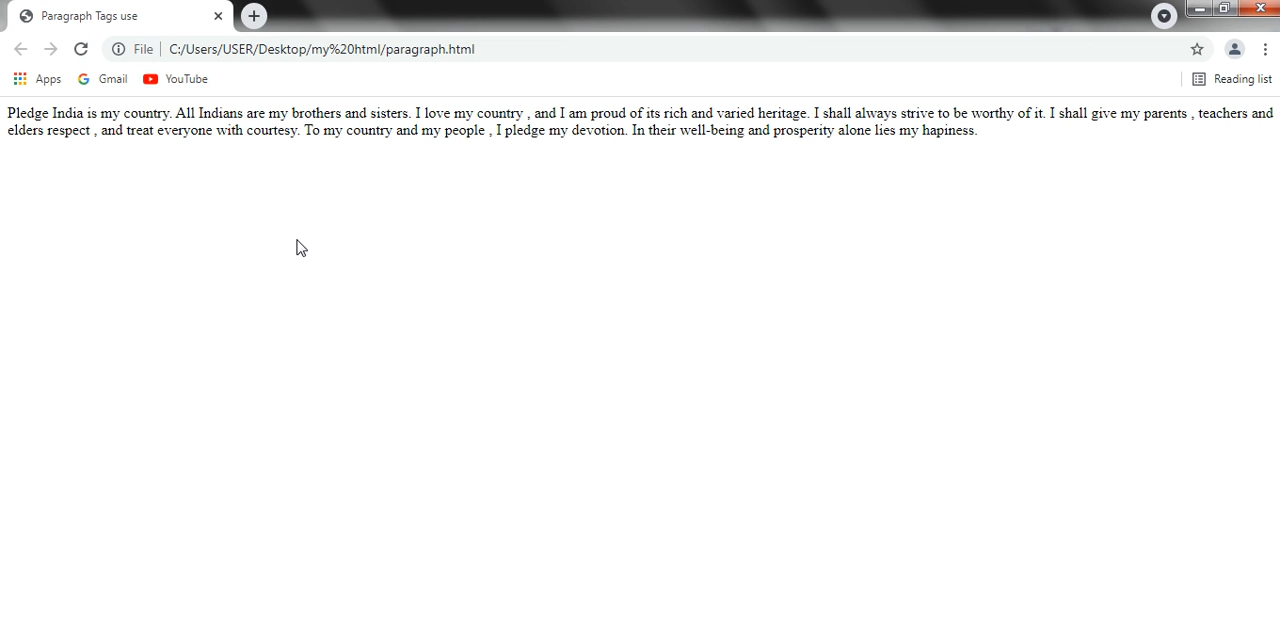 Paragraph Tags use
File C:/Users/USER/Desktop/my%20html/paragraph.html
Apps Gmail YouTube Reading list
Pledge India is my country. All Indians are my brothers and sisters. I love my country , and I am proud of its rich and varied heritage. I shall always strive to be worthy of it. I shall give my parents , teachers and
elders respect , and treat everyone with courtesy. To my country and my people , I pledge my devotion. In their well-being and prosperity alone lies my hapiness.